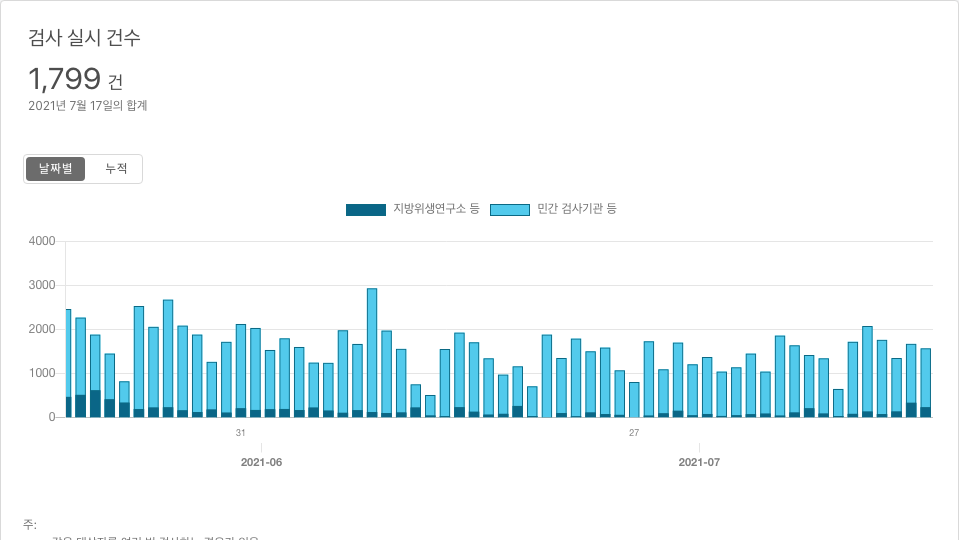 검사 실시 건수
1,799 건
2021년 7월 17일의 합계
날짜별 누적
지방위생연구소 등 민간 검사기관 등
4000
3000
2000
1000
0
31 27
2021-06 2021-07
주: